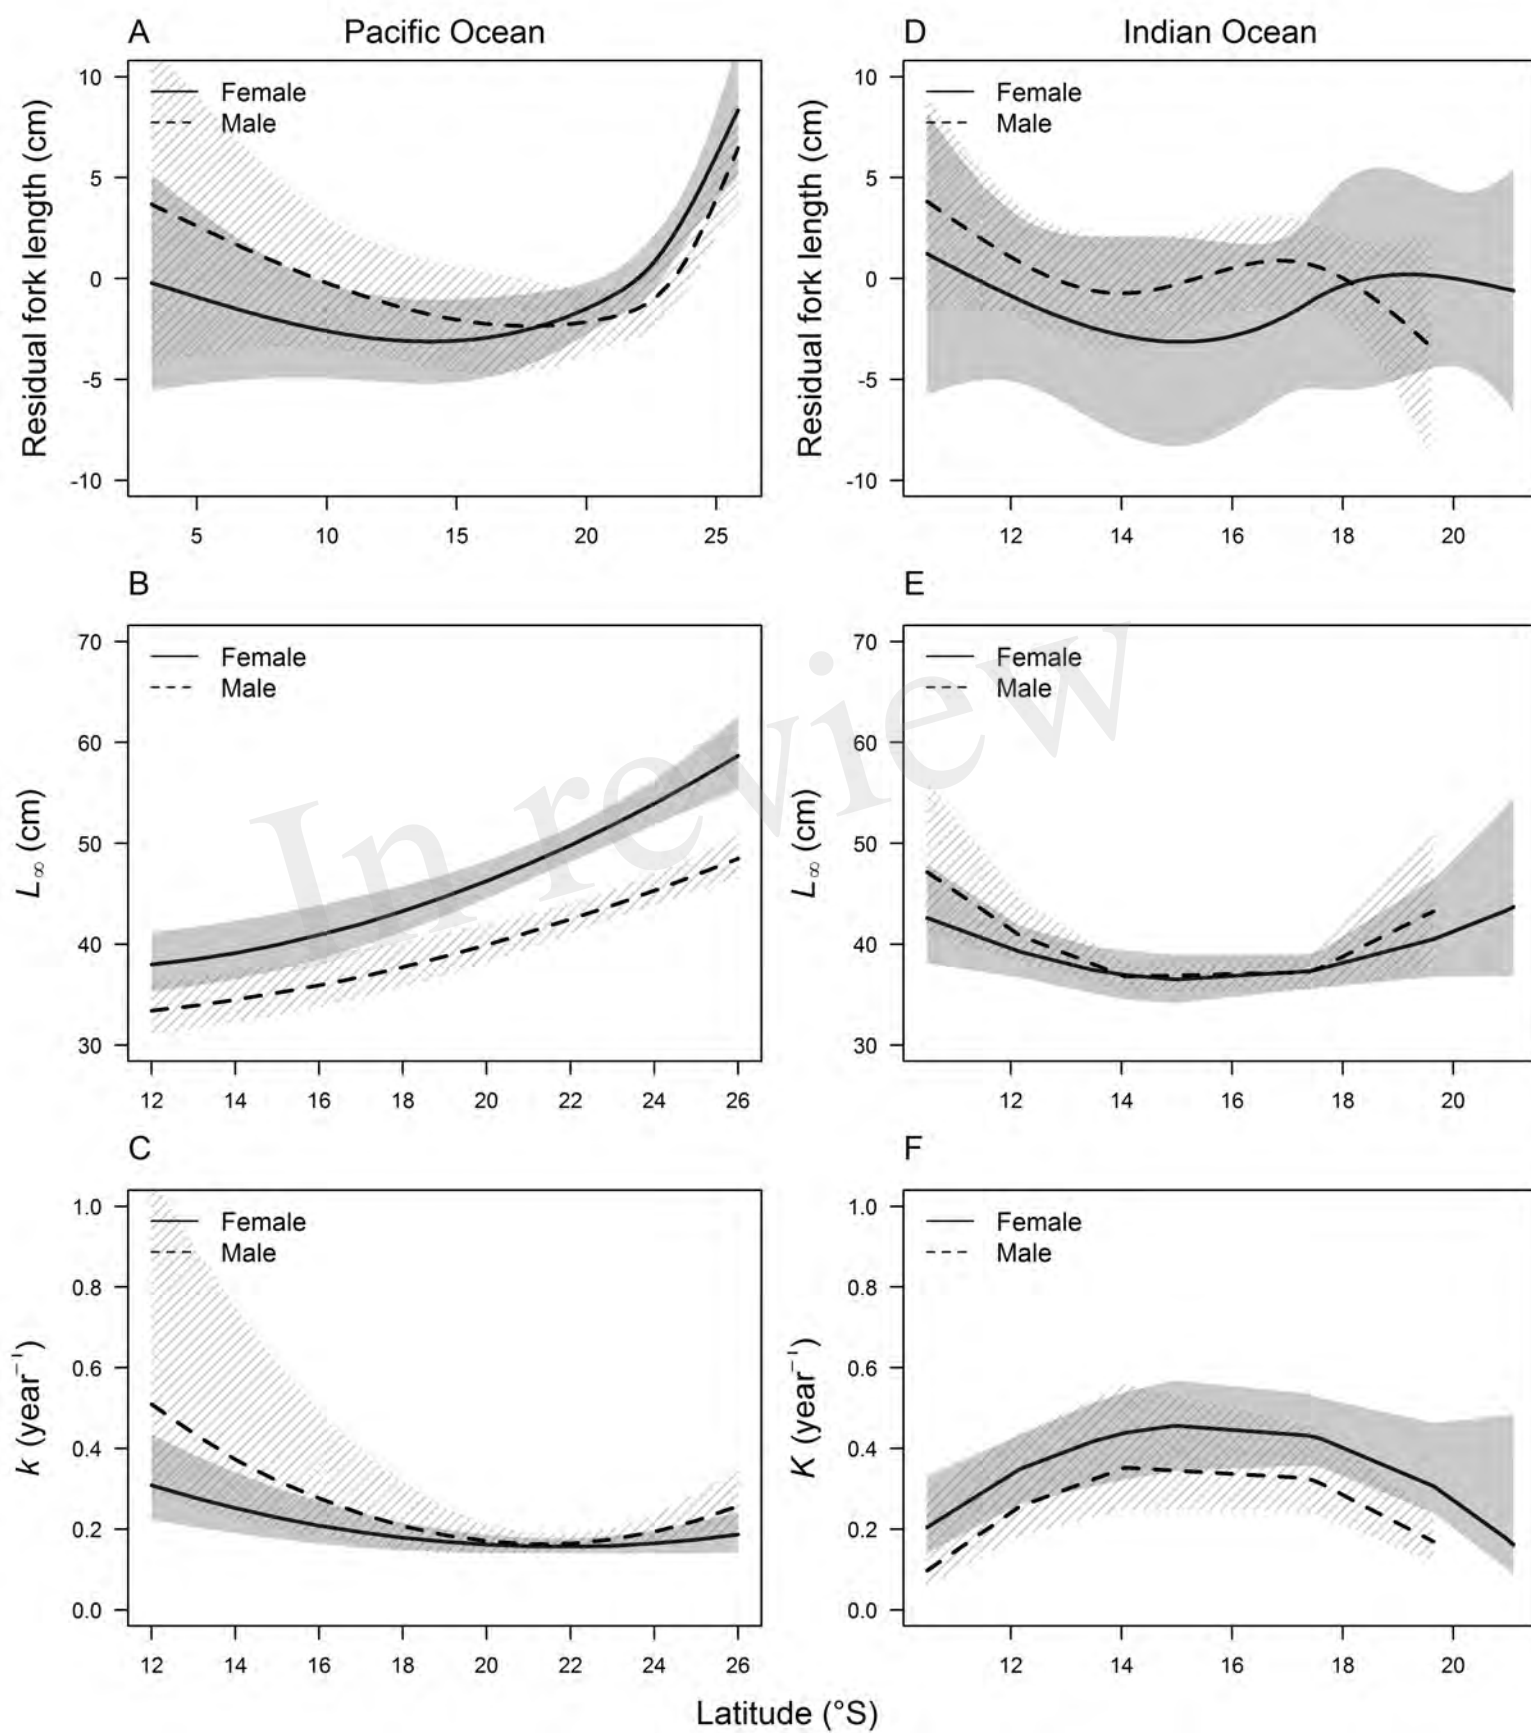 A Pacific Ocean
Female
Male
Residual fork length (cm)
10
5
0
-5
-10
5 10 15 20 25
D Indian Ocean
Female
Male
Residual fork length (cm)
10
5
0
-5
-10
12 14 16 18 20
B
Female
Male
L∞ (cm)
70
60
50
40
30
12 14 16 18 20 22 24 26
E
Female
Male
L∞ (cm)
70
60
50
40
30
12 14 16 18 20
C
Female
Male
k (year⁻¹)
1.0
0.8
0.6
0.4
0.2
0.0
12 14 16 18 20 22 24 26
F
Female
Male
K (year⁻¹)
1.0
0.8
0.6
0.4
0.2
0.0
12 14 16 18 20
Latitude (°S)
In review